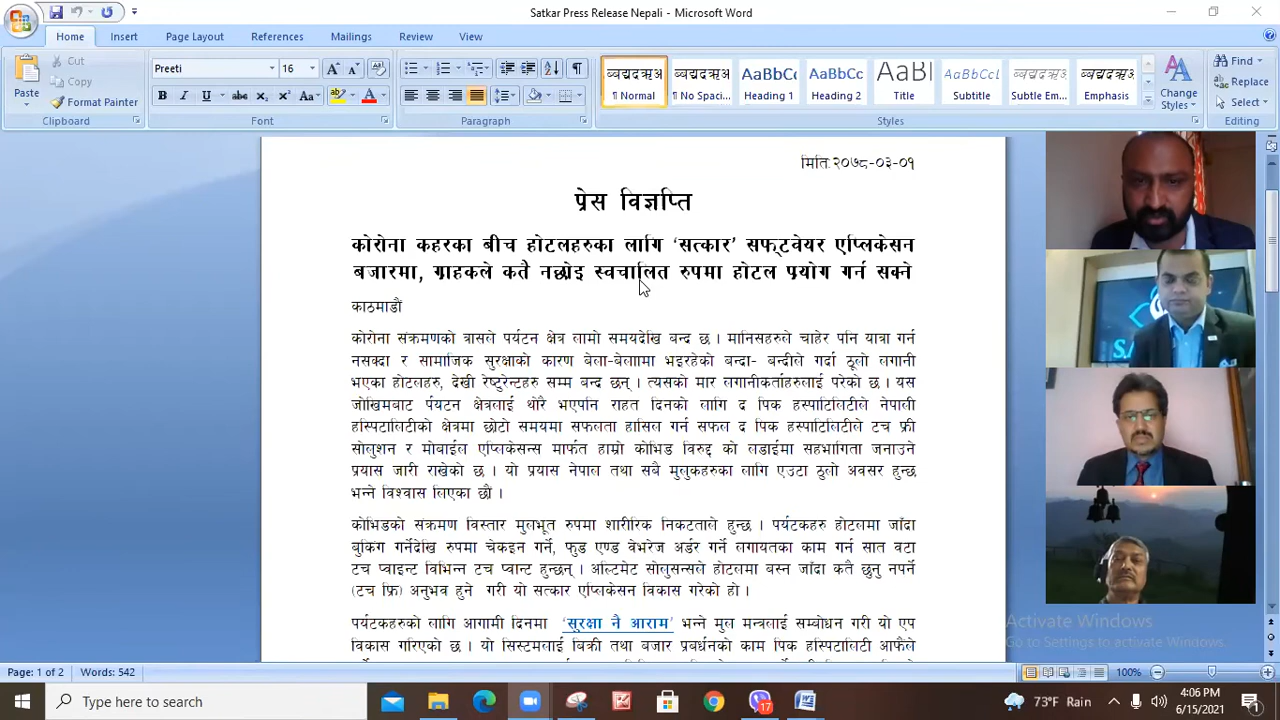 Satkar Press Release Nepali - Microsoft Word
Home Insert Page Layout References Mailings Review View
Paste
Cut
Copy
Format Painter
Clipboard
Preeti 16
Font
Paragraph
¶ Normal ¶ No Spaci... Heading 1 Heading 2 Title Subtitle Subtle Em... Emphasis
Change Styles
Styles
Find
Replace
Select
Editing
मिति:२०७८-०३-०१
प्रेस विज्ञप्ति
कोरोना कहरका बीच होटलहरुका लागि ‘सत्कार’ सफ्टवेयर एप्लिकेसन
बजारमा, ग्राहकले कतै नछोइ स्वचालित रुपमा होटल प्रयोग गर्न सक्ने
काठमाडौं
कोरोना संक्रमणको त्रासले पर्यटन क्षेत्र लामो समयदेखि बन्द छ । मानिसहरुले चाहेर पनि यात्रा गर्न
नसक्दा र सामाजिक सुरक्षाको कारण बेला-बेलाामा भइरहेको बन्दा- बन्दीले गर्दा ठूलो लगानी
भएका होटलहरु, देखी रेष्टुरेन्टहरु सम्म बन्द छन् । त्यसको मार लगानीकर्ताहरुलाई परेको छ । यस
जोखिमबाट र्पयटन क्षेत्रलाई थोरै भएपनि राहत दिनको लागि द पिक हस्पाटिलिटीले नेपाली
हस्पिटालिटीको क्षेत्रमा छोटो समयमा सफलता हासिल गर्न सफल द पिक हस्पाटिलिटीले टच फ्री
सोलुशन र मोबाईल एप्लिकेसन्स मार्फत हाम्रो कोभिड विरुद्द को लडाईमा सहभागिता जनाउने
प्रयास जारी राखेको छ । यो प्रयास नेपाल तथा सबै मुलुकहरुका लागि एउटा ठुलो अवसर हुन्छ
भन्ने विश्वास लिएका छौं ।
कोभिडको संक्रमण विस्तार मुलभूत रुपमा शारीरिक निकटताले हुन्छ । पर्यटकहरु होटलमा जाँदा
बुकिंग गर्नेदेखि रुपमा चेकइन गर्ने, फुड एण्ड वेभरेज अर्डर गर्ने लगायतका काम गर्न सात वटा
टच प्वाइन्ट विभिन्न टच प्वान्ट हुन्छन् । अल्टिमेट सोलुसन्सले होटलमा बस्न जाँदा कतै छुनु नपर्ने
(टच फ्रि) अनुभव हुने गरी यो सत्कार एप्लिकेसन विकास गरेको हो ।
पर्यटकहरुको लागि आगामी दिनमा ‘सुरक्षा नै आराम’ भन्ने मुल मन्त्रलाई सम्बोधन गरी यो एप
विकास गरिएको छ । यो सिस्टमलाई बिक्री तथा बजार प्रबर्धनको काम पिक हस्पिटालिटी आफैले
Activate Windows
Go to Settings to activate Windows.
Page: 1 of 2 Words: 542
100%
Type here to search
17
73°F Rain
4:06 PM
6/15/2021